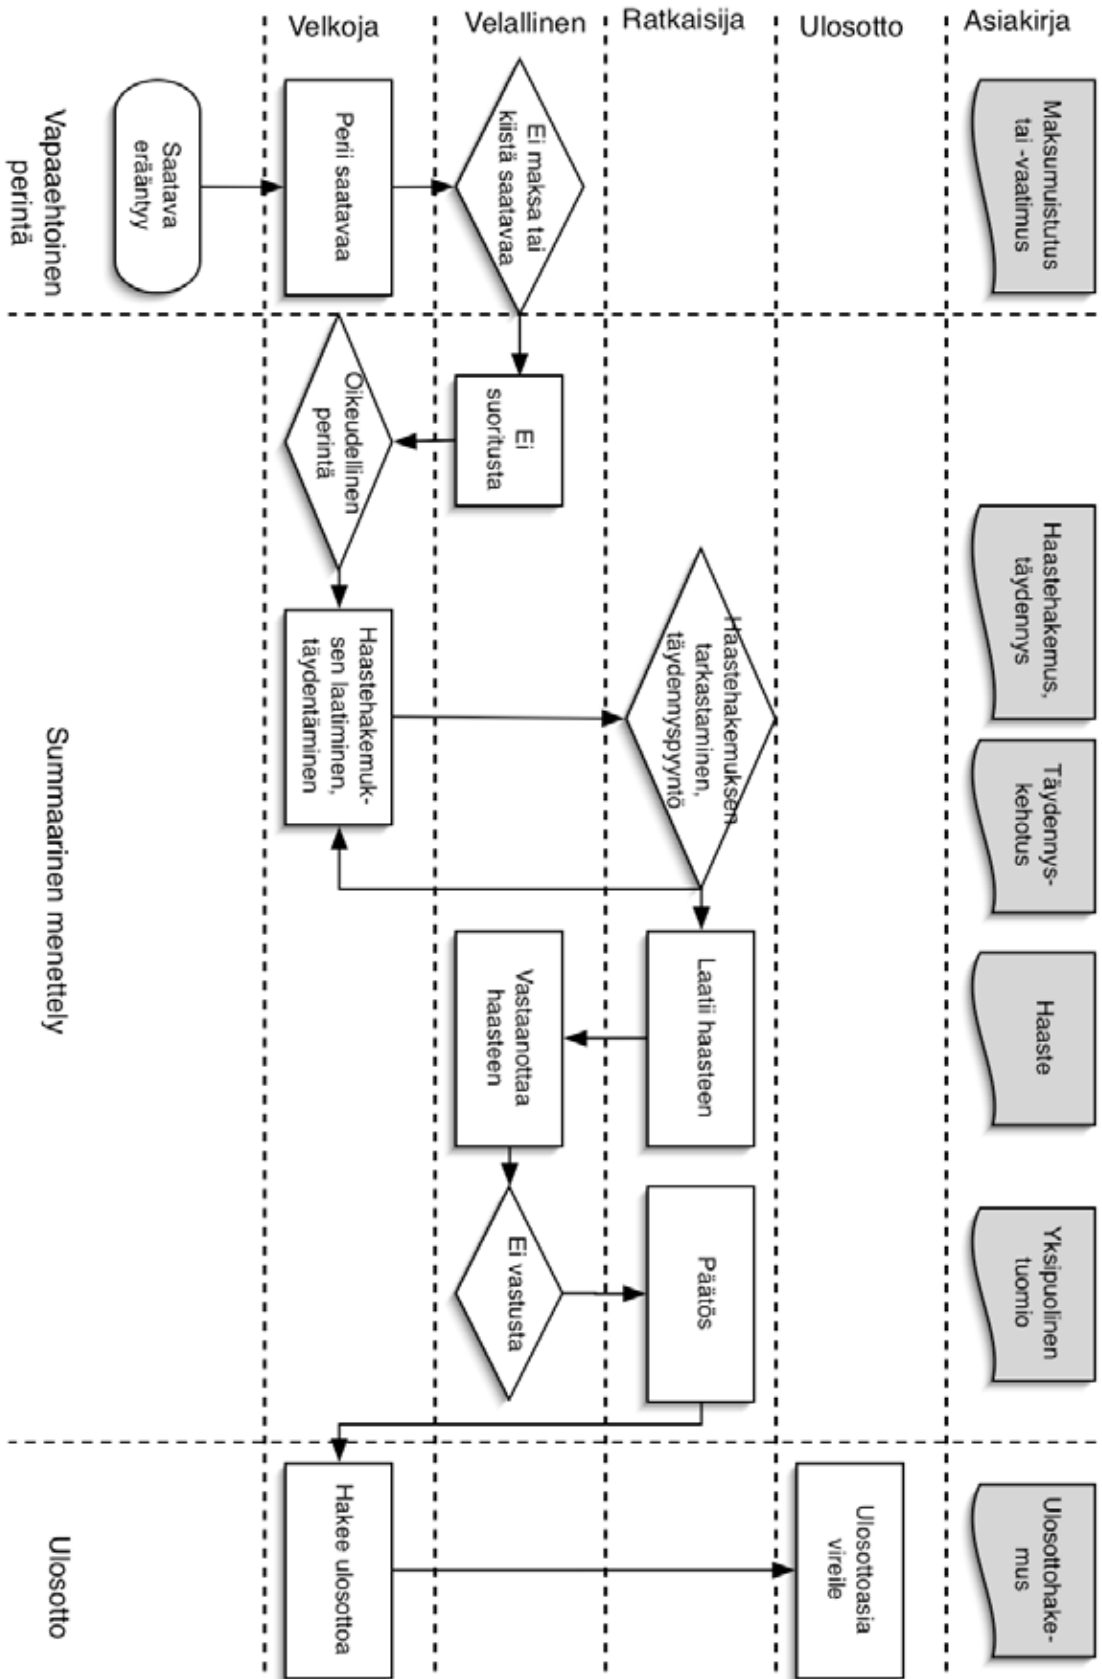 Velkoja
Velallinen
Ratkaisija
Ulosotto
Asiakirja
Vapaaehtoinen
perintä
Saatava
erääntyy
Perii saatavaa
Ei maksa tai
kiistä saatavaa
Maksumuistutus
tai -vaatimus
Summaarinen menettely
Oikeudellinen
perintä
Ei
suoritusta
Haastehakemuk-
sen laatiminen,
täydentäminen
Haastehakemuksen
tarkastaminen,
täydennyspyyntö
Haastehakemus,
täydennys
Täydennys-
kehotus
Vastaanottaa
haasteen
Laatii haasteen
Haaste
Ei vastusta
Päätös
Yksipuolinen
tuomio
Ulosotto
Hakee ulosottoa
Ulosottoasia
vireile
Ulosottohake-
mus